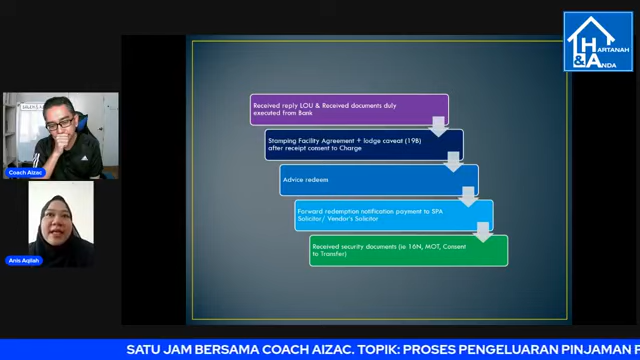 HARTANAH
&ANDA
Received reply LOU & Received documents duly
executed from Bank
Stamping Facility Agreement + lodge caveat (19B)
after receipt consent to Charge
Advice redeem
Forward redemption notification payment to SPA
Solicitor/ Vendor's Solicitor
Received security documents (ie 16N, MOT, Consent
to Transfer)
Coach Aizac
Anis Aqilah
SATU JAM BERSAMA COACH AIZAC. TOPIK: PROSES PENGELUARAN PINJAMAN P